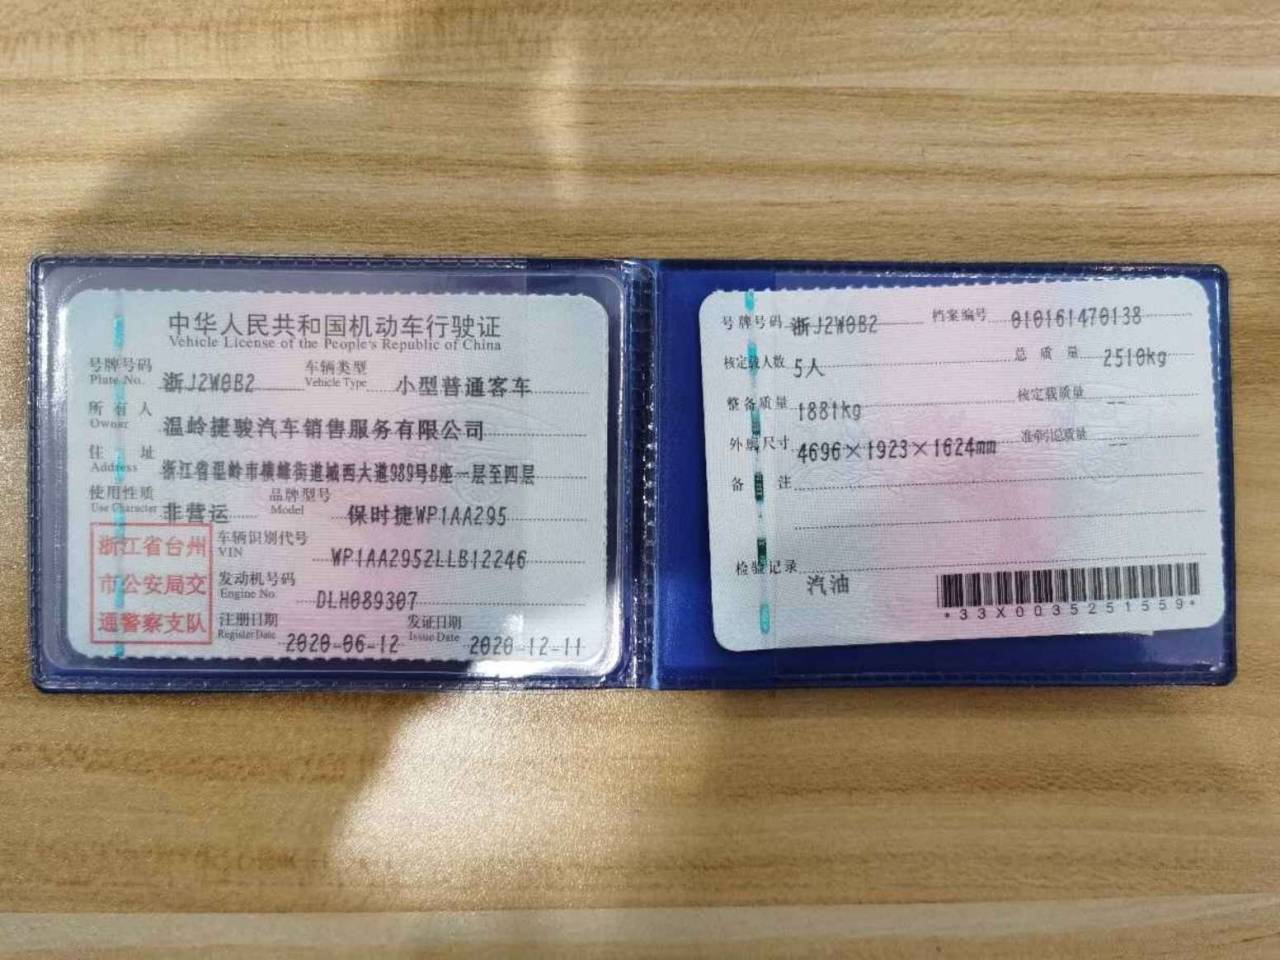 中华人民共和国机动车行驶证
Vehicle License of the People's Republic of China
号牌号码 浙J2W0B2 车辆类型 小型普通客车
Plate No. Vehicle Type
所有人 温岭捷骏汽车销售服务有限公司
Owner
住址 浙江省温岭市横峰街道城西大道989号B座一层至四层
Address
使用性质 非营运 品牌型号 保时捷WP1AA295
Use Character Model
浙江省台州
市公安局交
通警察支队
车辆识别代号 WP1AA2952LLB12246
VIN
发动机号码 DLH089307
Engine No.
注册日期 2020-06-12 发证日期 2020-12-11
Register Date Issue Date
号牌号码 浙J2W0B2 档案编号 010161470138
核定载人数 5人 总质量 2510kg
整备质量 1881kg 核定载质量 --
外廓尺寸 4696×1923×1624mm 准牵引总质量 --
备注
检验记录 汽油
*33X0035251559*